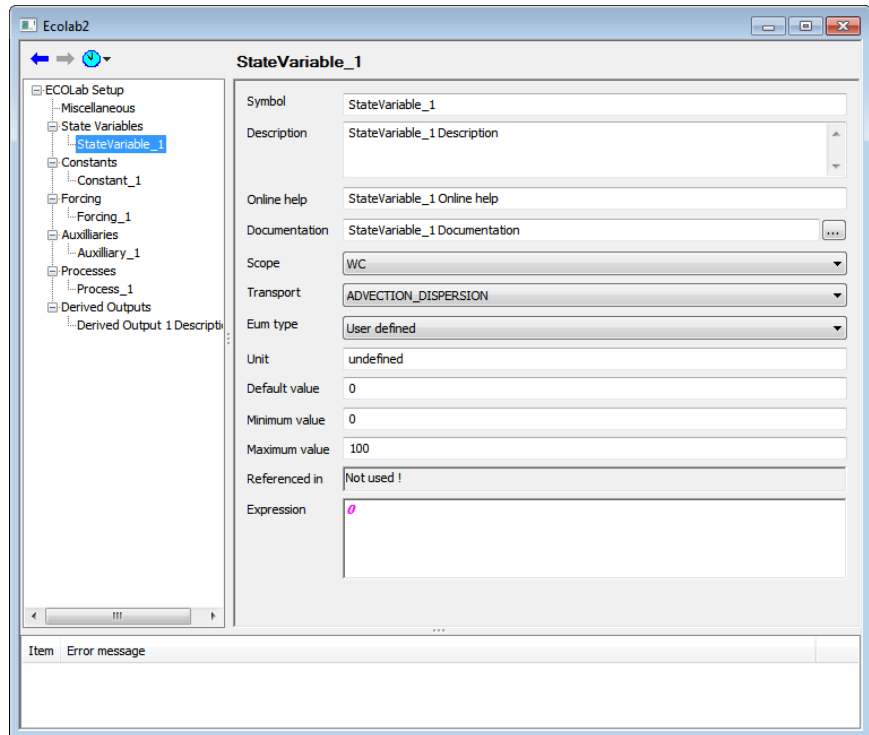 Ecolab2
StateVariable_1
ECOLab Setup
Miscellaneous
State Variables
StateVariable_1
Constants
Constant_1
Forcing
Forcing_1
Auxilliaries
Auxilliary_1
Processes
Process_1
Derived Outputs
Derived Output 1 Descripti
Symbol StateVariable_1
Description StateVariable_1 Description
Online help StateVariable_1 Online help
Documentation StateVariable_1 Documentation ...
Scope WC
Transport ADVECTION_DISPERSION
Eum type User defined
Unit undefined
Default value 0
Minimum value 0
Maximum value 100
Referenced in Not used !
Expression 0
Item Error message